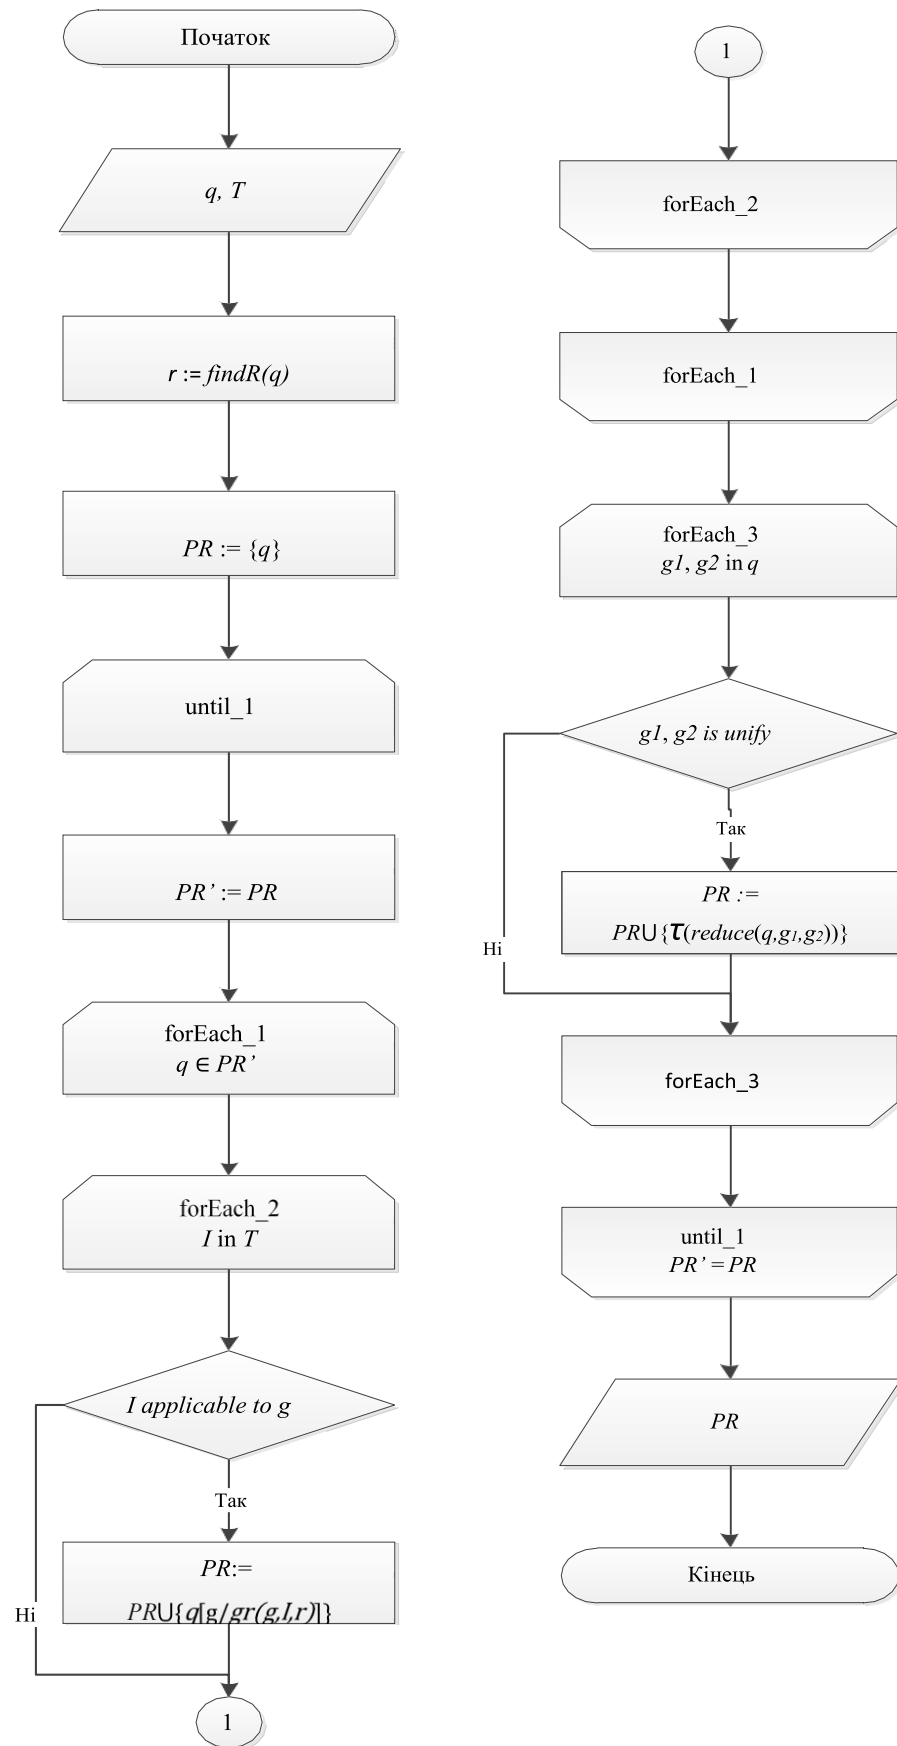 Початок
q, T
r := findR(q)
PR := {q}
until_1
PR’ := PR
forEach_1
q ∈ PR’
forEach_2
I in T
I applicable to g
Так
Ні
PR:=
PR∪{q[g/gr(g,I,r)]}
1
1
forEach_2
forEach_1
forEach_3
g1, g2 in q
g1, g2 is unify
Так
Ні
PR :=
PR∪{τ(reduce(q,g1,g2))}
forEach_3
until_1
PR’ = PR
PR
Кінець